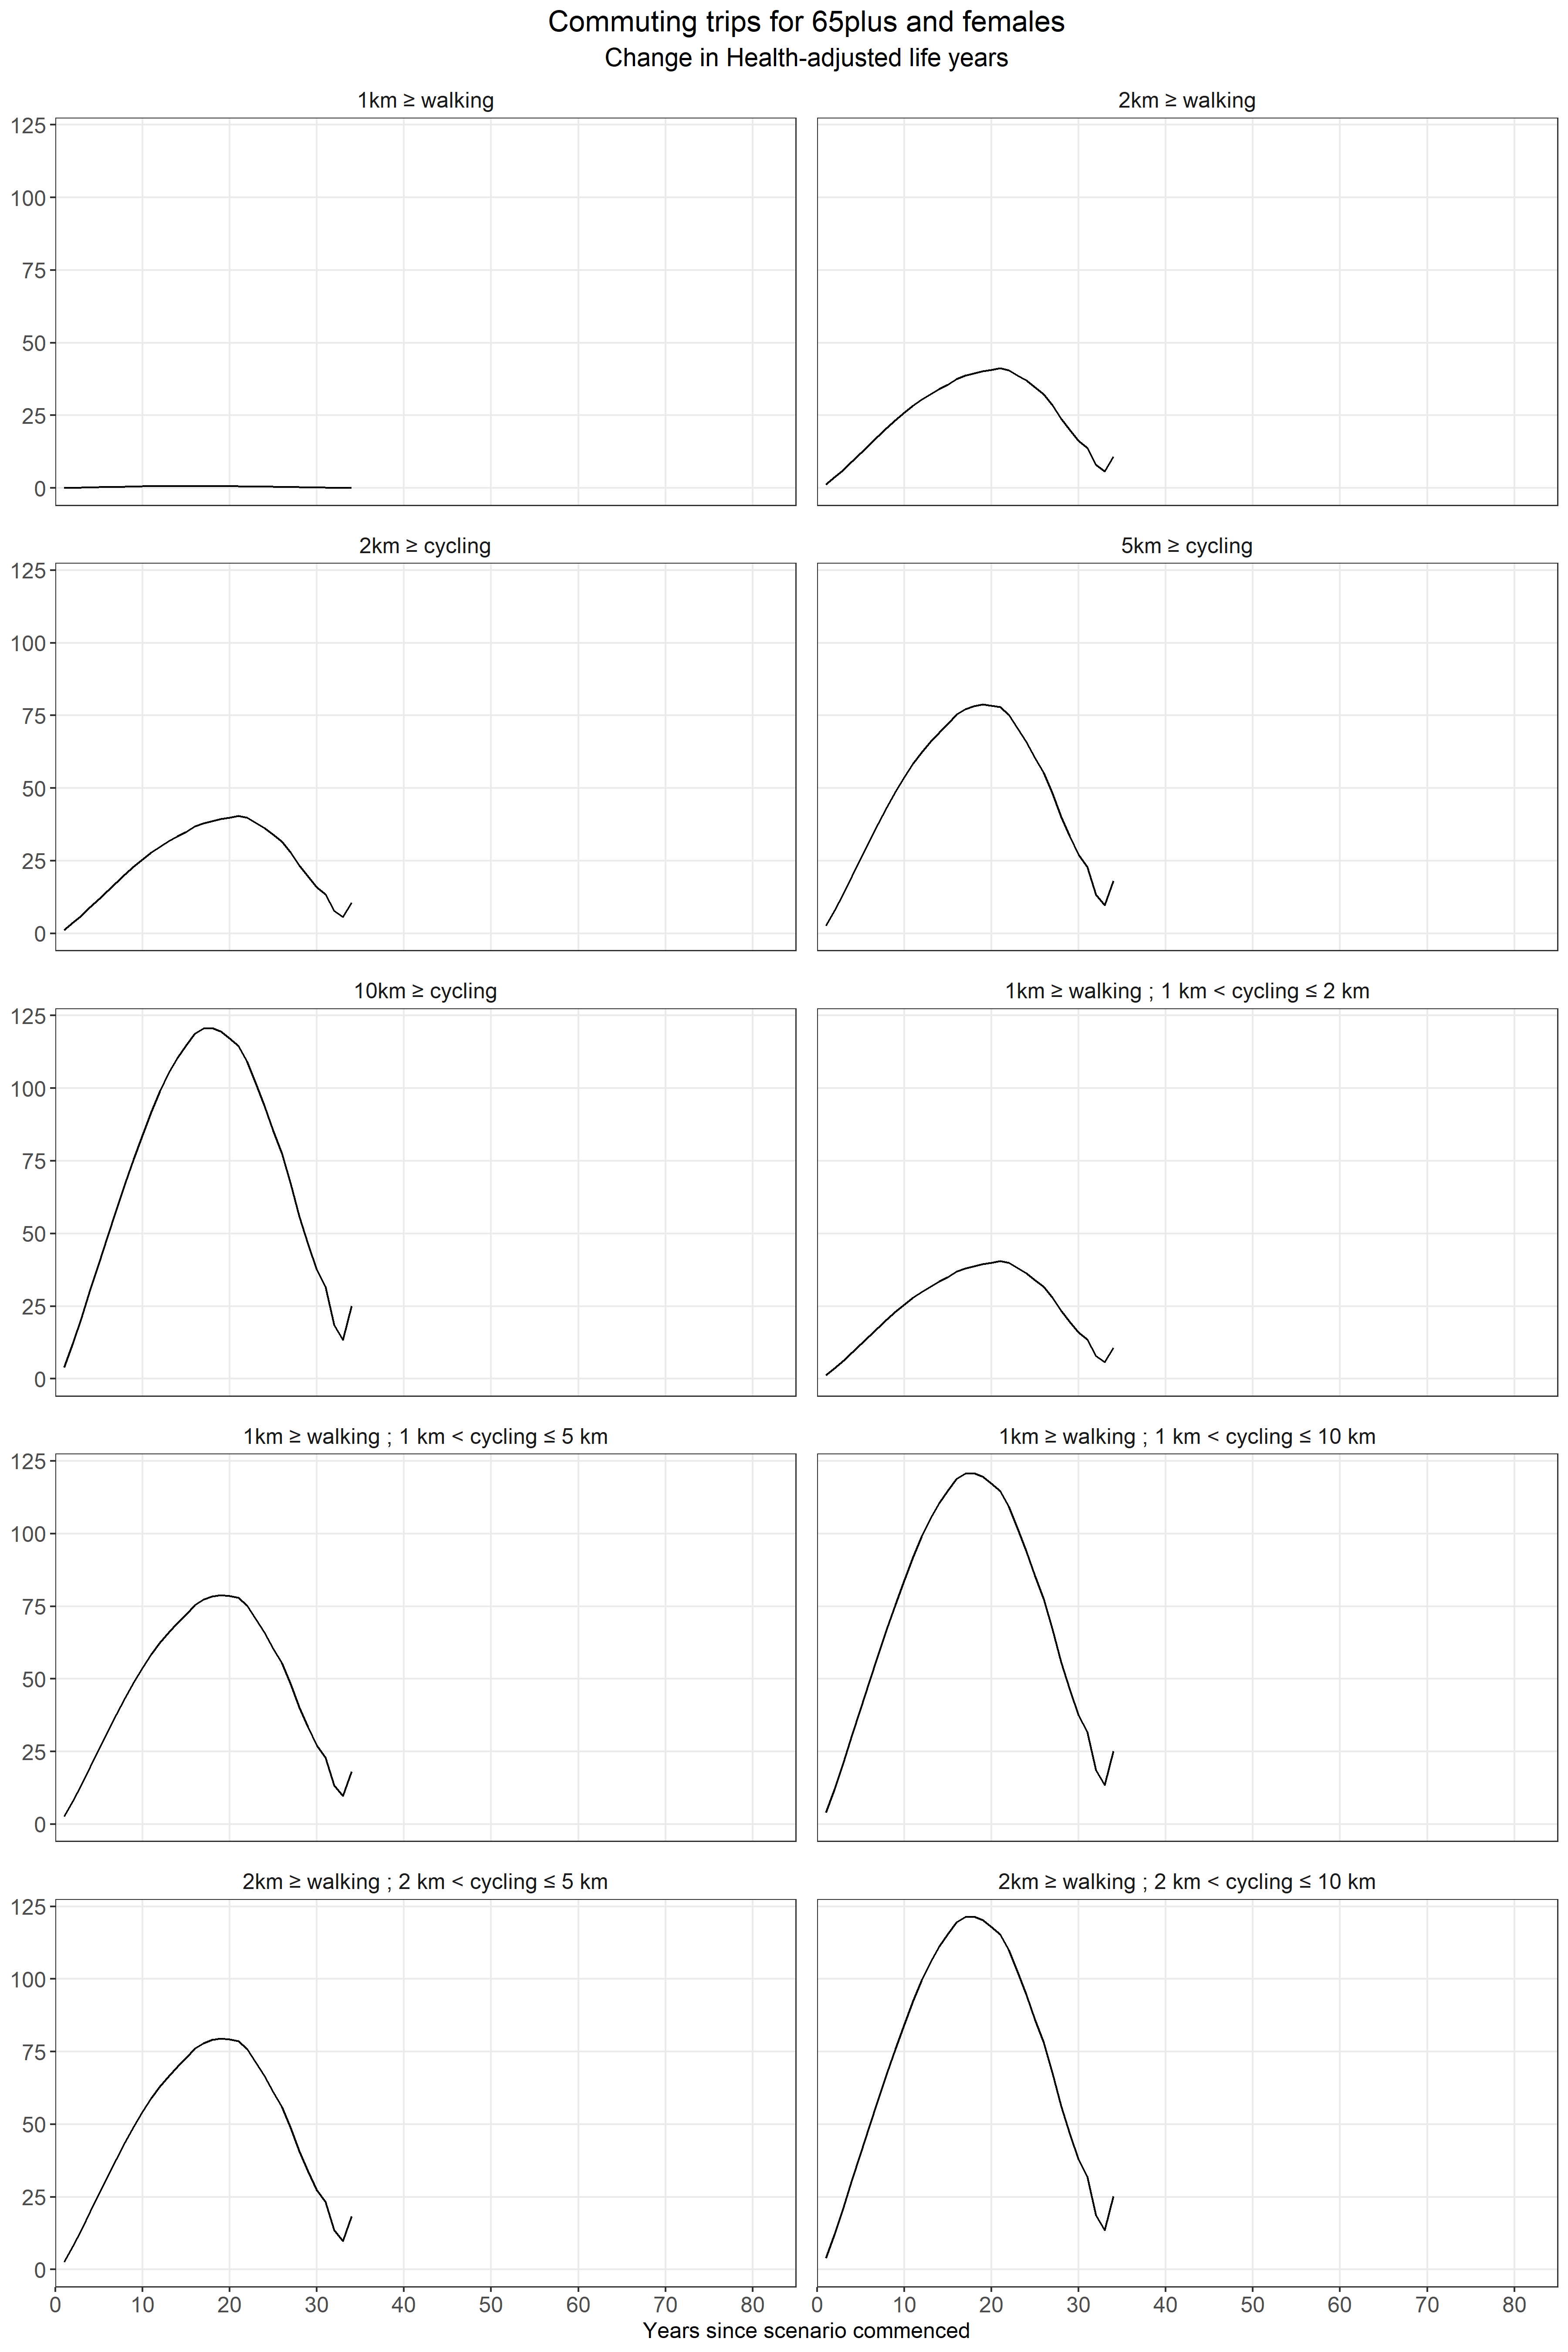 Commuting trips for 65plus and females
Change in Health-adjusted life years
1km ≥ walking
2km ≥ walking
125
100
75
50
25
0
2km ≥ cycling
5km ≥ cycling
125
100
75
50
25
0
10km ≥ cycling
1km ≥ walking ; 1 km < cycling ≤ 2 km
125
100
75
50
25
0
1km ≥ walking ; 1 km < cycling ≤ 5 km
1km ≥ walking ; 1 km < cycling ≤ 10 km
125
100
75
50
25
0
2km ≥ walking ; 2 km < cycling ≤ 5 km
2km ≥ walking ; 2 km < cycling ≤ 10 km
125
100
75
50
25
0
0 10 20 30 40 50 60 70 80
0 10 20 30 40 50 60 70 80
Years since scenario commenced